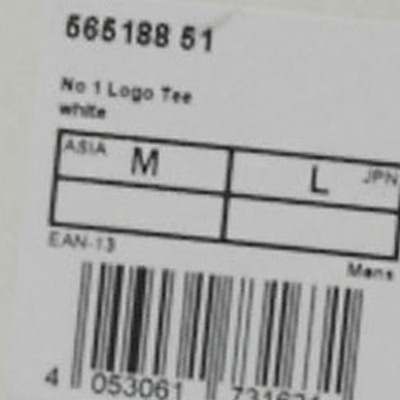 565188 51
No 1 Logo Tee
white
ASIA M L JPN
EAN-13
Mens
4 053061